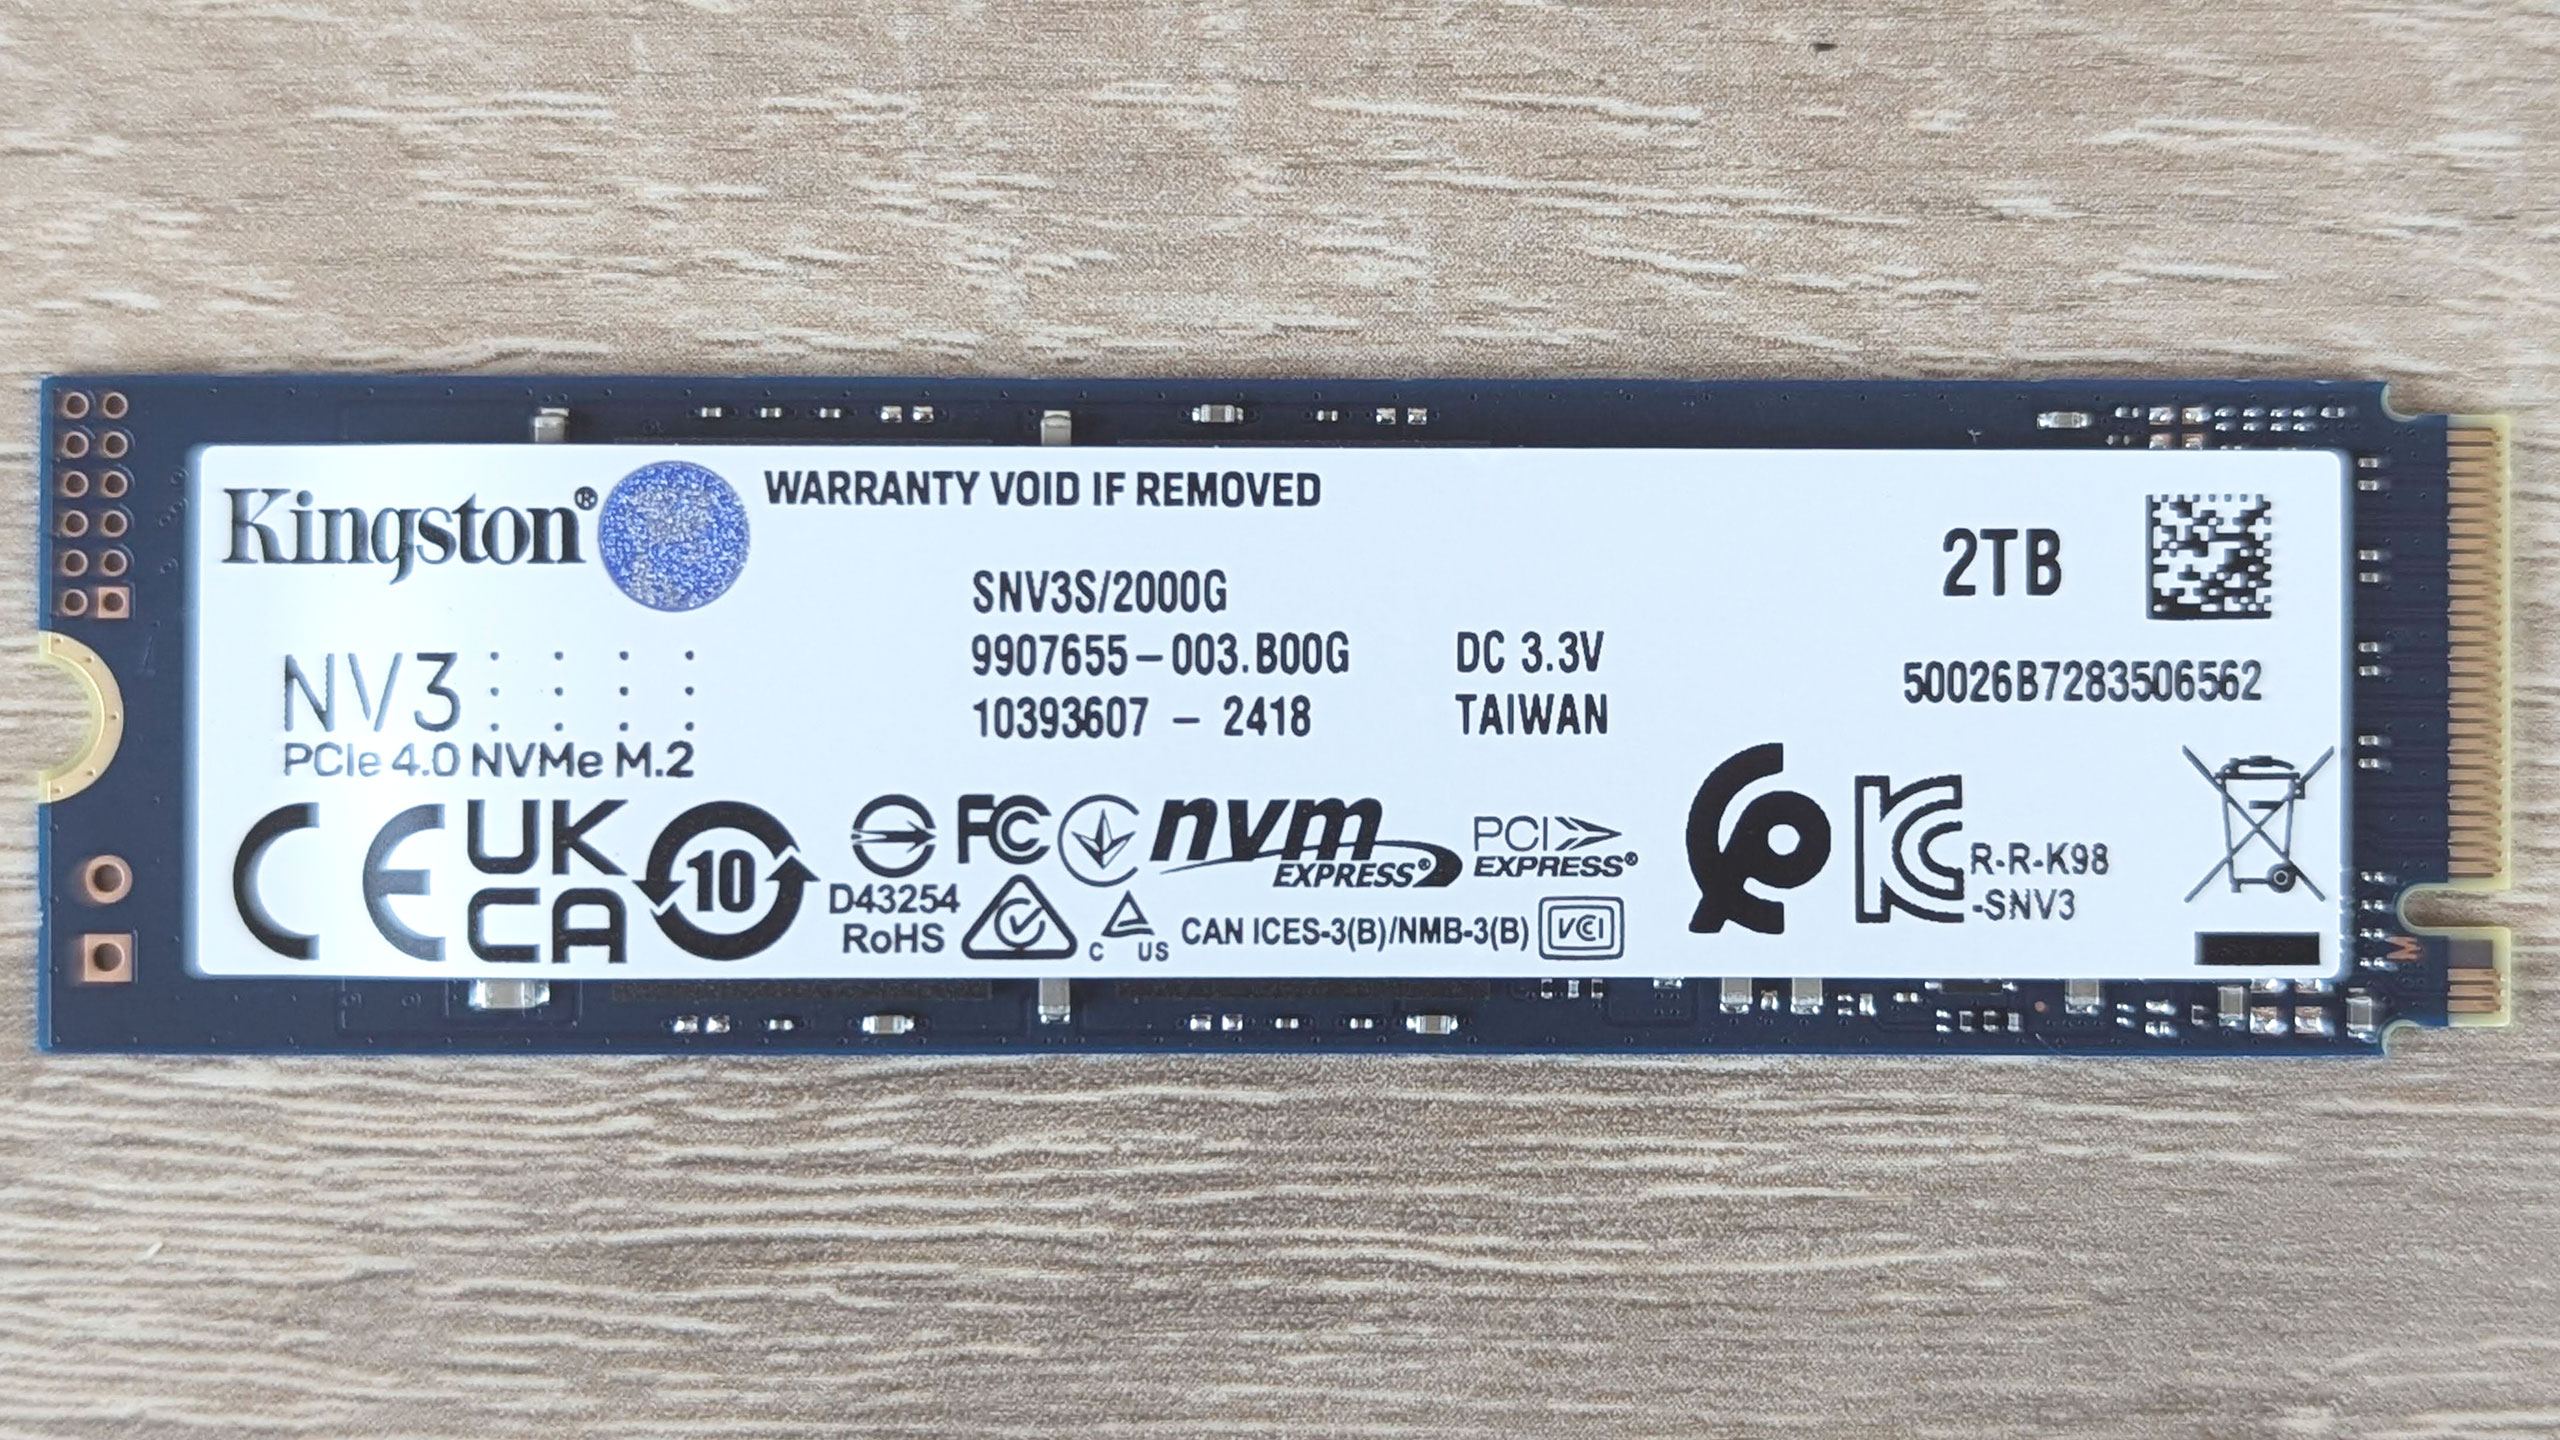 Kingston®
WARRANTY VOID IF REMOVED
SNV3S/2000G
9907655-003.B00G
DC 3.3V
10393607 - 2418
TAIWAN
2TB
50026B7283506562
NV3
PCIe 4.0 NVMe M.2
CE
UK
CA
10
D43254
RoHS
FC
nvm
EXPRESS®
PCI
EXPRESS®
C US
CAN ICES-3(B)/NMB-3(B)
VCI
KC
R-R-K98
-SNV3
M